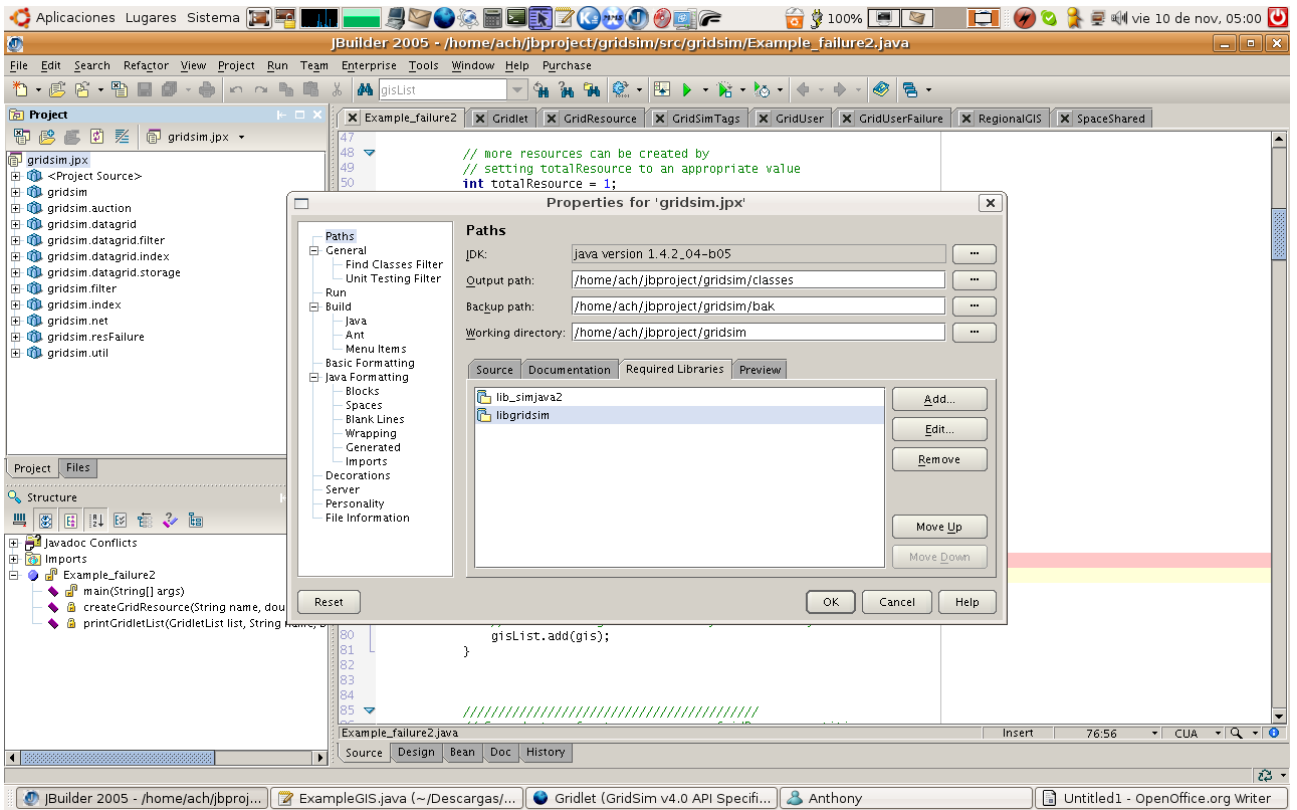 Aplicaciones Lugares Sistema 100% vie 10 de nov, 05:00
JBuilder 2005 - /home/ach/jbproject/gridsim/src/gridsim/Example_failure2.java
File Edit Search Refactor View Project Run Team Enterprise Tools Window Help Purchase
gisList
Project
gridsim.jpx
gridsim.jpx
<Project Source>
gridsim
gridsim.auction
gridsim.datagrid
gridsim.datagrid.filter
gridsim.datagrid.index
gridsim.datagrid.storage
gridsim.filter
gridsim.index
gridsim.net
gridsim.resFailure
gridsim.util
Project Files
Structure
Javadoc Conflicts
Imports
Example_failure2
main(String[] args)
createGridResource(String name, dou
printGridletList(GridletList list, String name,
Example_failure2 Gridlet GridResource GridSimTags GridUser GridUserFailure RegionalGIS SpaceShared
47
48 // more resources can be created by
49 // setting totalResource to an appropriate value
50 int totalResource = 1;
Properties for 'gridsim.jpx'
Paths
General
Find Classes Filter
Unit Testing Filter
Run
Build
Java
Ant
Menu Items
Basic Formatting
Java Formatting
Blocks
Spaces
Blank Lines
Wrapping
Generated
Imports
Decorations
Server
Personality
File Information
Paths
JDK: java version 1.4.2_04-b05 ...
Output path: /home/ach/jbproject/gridsim/classes ...
Backup path: /home/ach/jbproject/gridsim/bak ...
Working directory: /home/ach/jbproject/gridsim ...
Source Documentation Required Libraries Preview
lib_simjava2
libgridsim
Add...
Edit...
Remove
Move Up
Move Down
Reset OK Cancel Help
80 gisList.add(gis);
81 }
82
83
84
85 //////////////////////////////////////////
Example_failure2.java Insert 76:56 CUA
Source Design Bean Doc History
JBuilder 2005 - /home/ach/jbproj... ExampleGIS.java (~/Descargas/... Gridlet (GridSim v4.0 API Specifi... Anthony Untitled1 - OpenOffice.org Writer